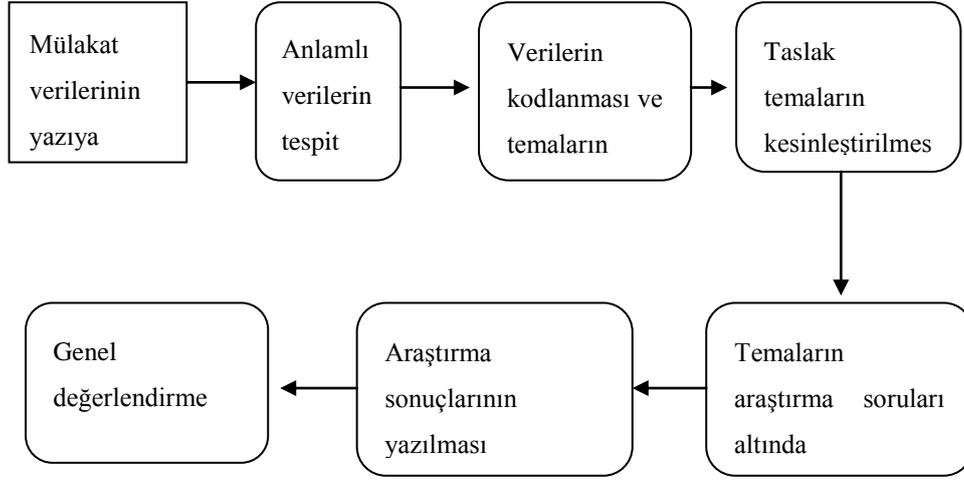 Mülakat
verilerinin
yazıya
Anlamlı
verilerin
tespit
Verilerin
kodlanması ve
temaların
Taslak
temaların
kesinleştirilmes
Temaların
araştırma soruları
altında
Araştırma
sonuçlarının
yazılması
Genel
değerlendirme